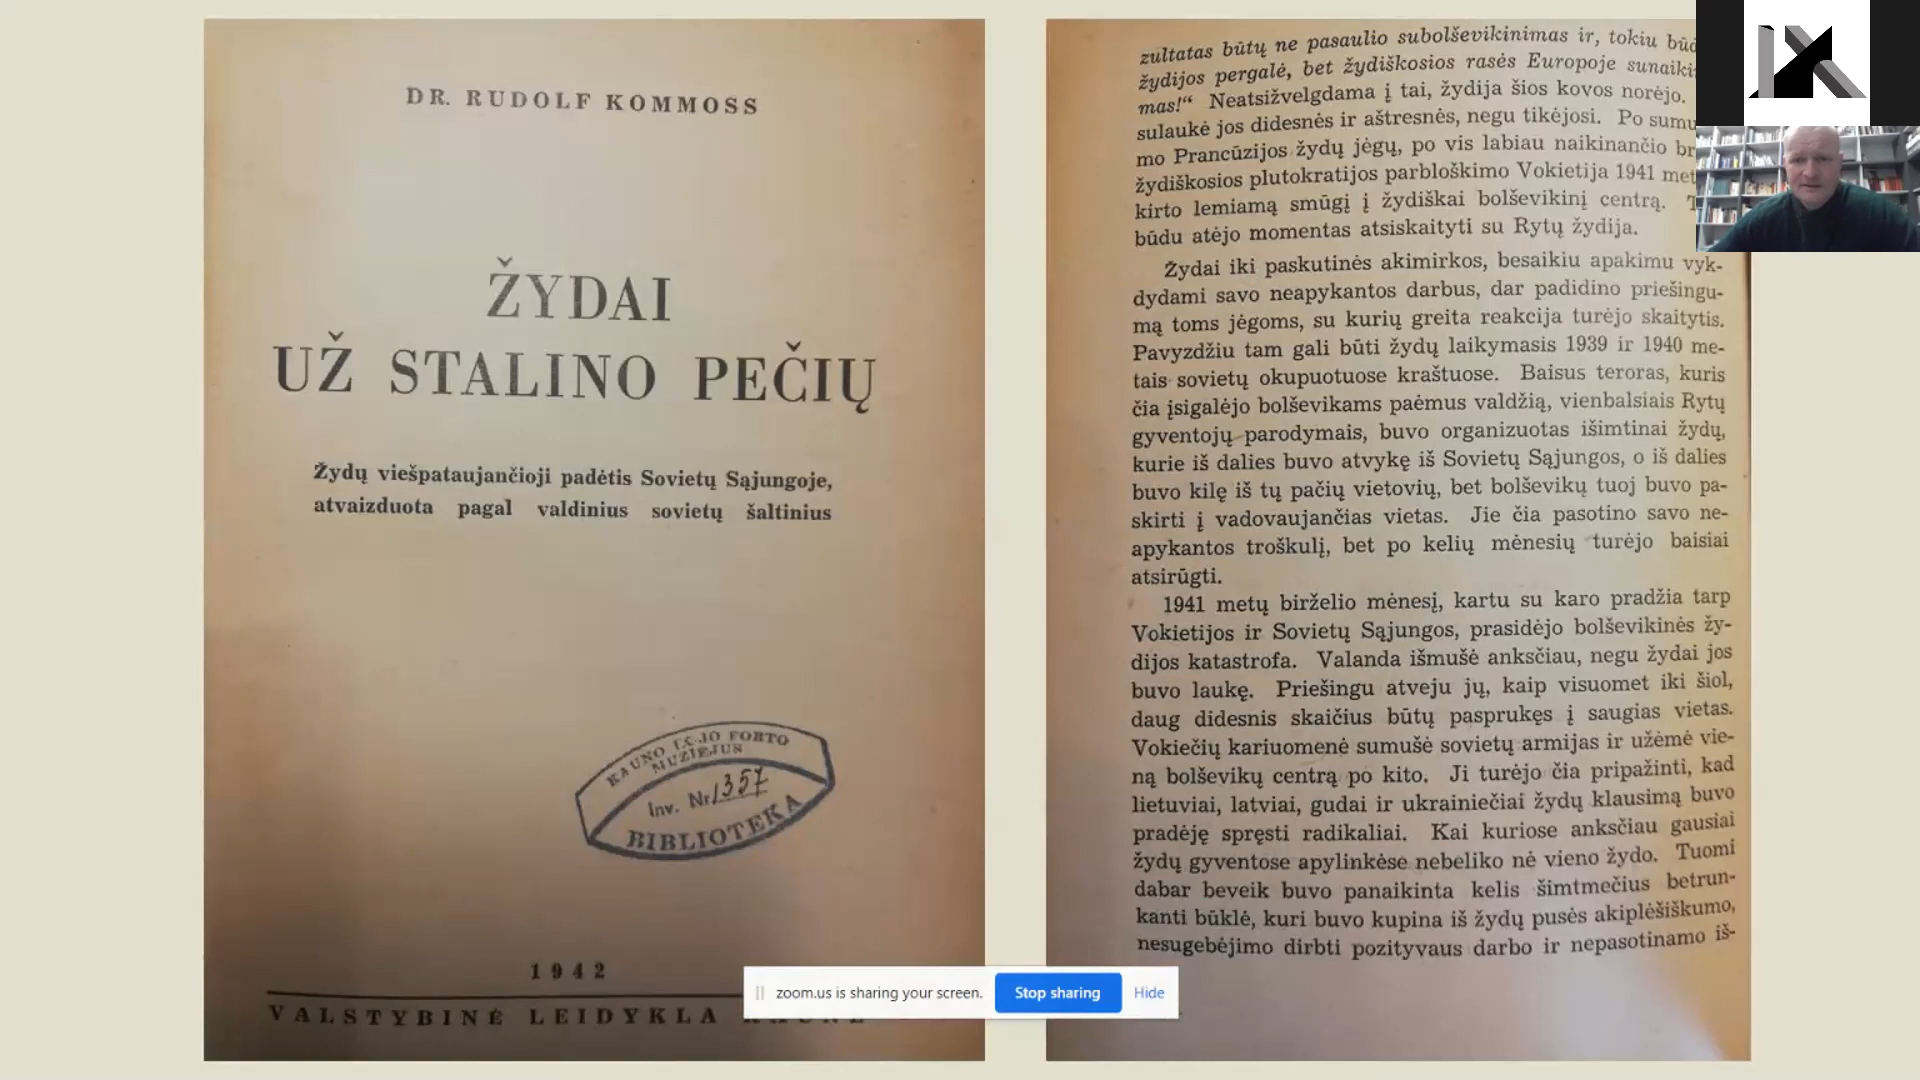 DR. RUDOLF KOMMOSS
ŽYDAI
UŽ STALINO PEČIŲ
Žydų viešpataujančioji padėtis Sovietų Sąjungoje,
atvaizduota pagal valdinius sovietų šaltinius
KAUNO IX-JO FORTO
MUZIEJUS
Inv. Nr 1357
BIBLIOTEKA
1942
VALSTYBINĖ LEIDYKLA
zultatas būtų ne pasaulio subolševikinimas ir, tokiu
žydijos pergalė, bet žydiškosios rasės Europoje
mas!“ Neatsižvelgdama į tai, žydija šios kovos norėjo.
sulaukė jos didesnės ir aštresnės, negu tikėjosi. Po
mo Prancūzijos žydų jėgų, po vis labiau naikinančio
žydiškosios plutokratijos parbloškimo Vokietija 1941
kirto lemiamą smūgį į žydiškai bolševikinį centrą.
būdu atėjo momentas atsiskaityti su Rytų žydija.
Žydai iki paskutinės akimirkos, besaikiu apakimu vyk-
dydami savo neapykantos darbus, dar padidino priešingu-
mą toms jėgoms, su kurių greita reakcija turėjo skaitytis.
Pavyzdžiu tam gali būti žydų laikymasis 1939 ir 1940 me-
tais sovietų okupuotuose kraštuose. Baisus teroras, kuris
čia įsigalėjo bolševikams paėmus valdžią, vienbalsiais Rytų
gyventojų parodymais, buvo organizuotas išimtinai žydų,
kurie iš dalies buvo atvykę iš Sovietų Sąjungos, o iš dalies
buvo kilę iš tų pačių vietovių, bet bolševikų tuoj buvo pa-
skirti į vadovaujančias vietas. Jie čia pasotino savo ne-
apykantos troškulį, bet po kelių mėnesių turėjo baisiai
atsirūgti.
1941 metų birželio mėnesį, kartu su karo pradžia tarp
Vokietijos ir Sovietų Sąjungos, prasidėjo bolševikinės žy-
dijos katastrofa. Valanda išmušė anksčiau, negu žydai jos
buvo laukę. Priešingu atveju jų, kaip visuomet iki šiol,
daug didesnis skaičius būtų pasprukęs į saugias vietas.
Vokiečių kariuomenė sumušė sovietų armijas ir užėmė vie-
ną bolševikų centrą po kito. Ji turėjo čia pripažinti, kad
lietuviai, latviai, gudai ir ukrainiečiai žydų klausimą buvo
pradėję spręsti radikaliai. Kai kuriose anksčiau gausiai
žydų gyventose apylinkėse nebeliko nė vieno žydo. Tuomi
dabar beveik buvo panaikinta kelis šimtmečius betrun-
kanti būklė, kuri buvo kupina iš žydų pusės akiplėšiškumo,
nesugebėjimo dirbti pozityvaus darbo ir nepasotinamo iš-
zoom.us is sharing your screen.
Stop sharing
Hide